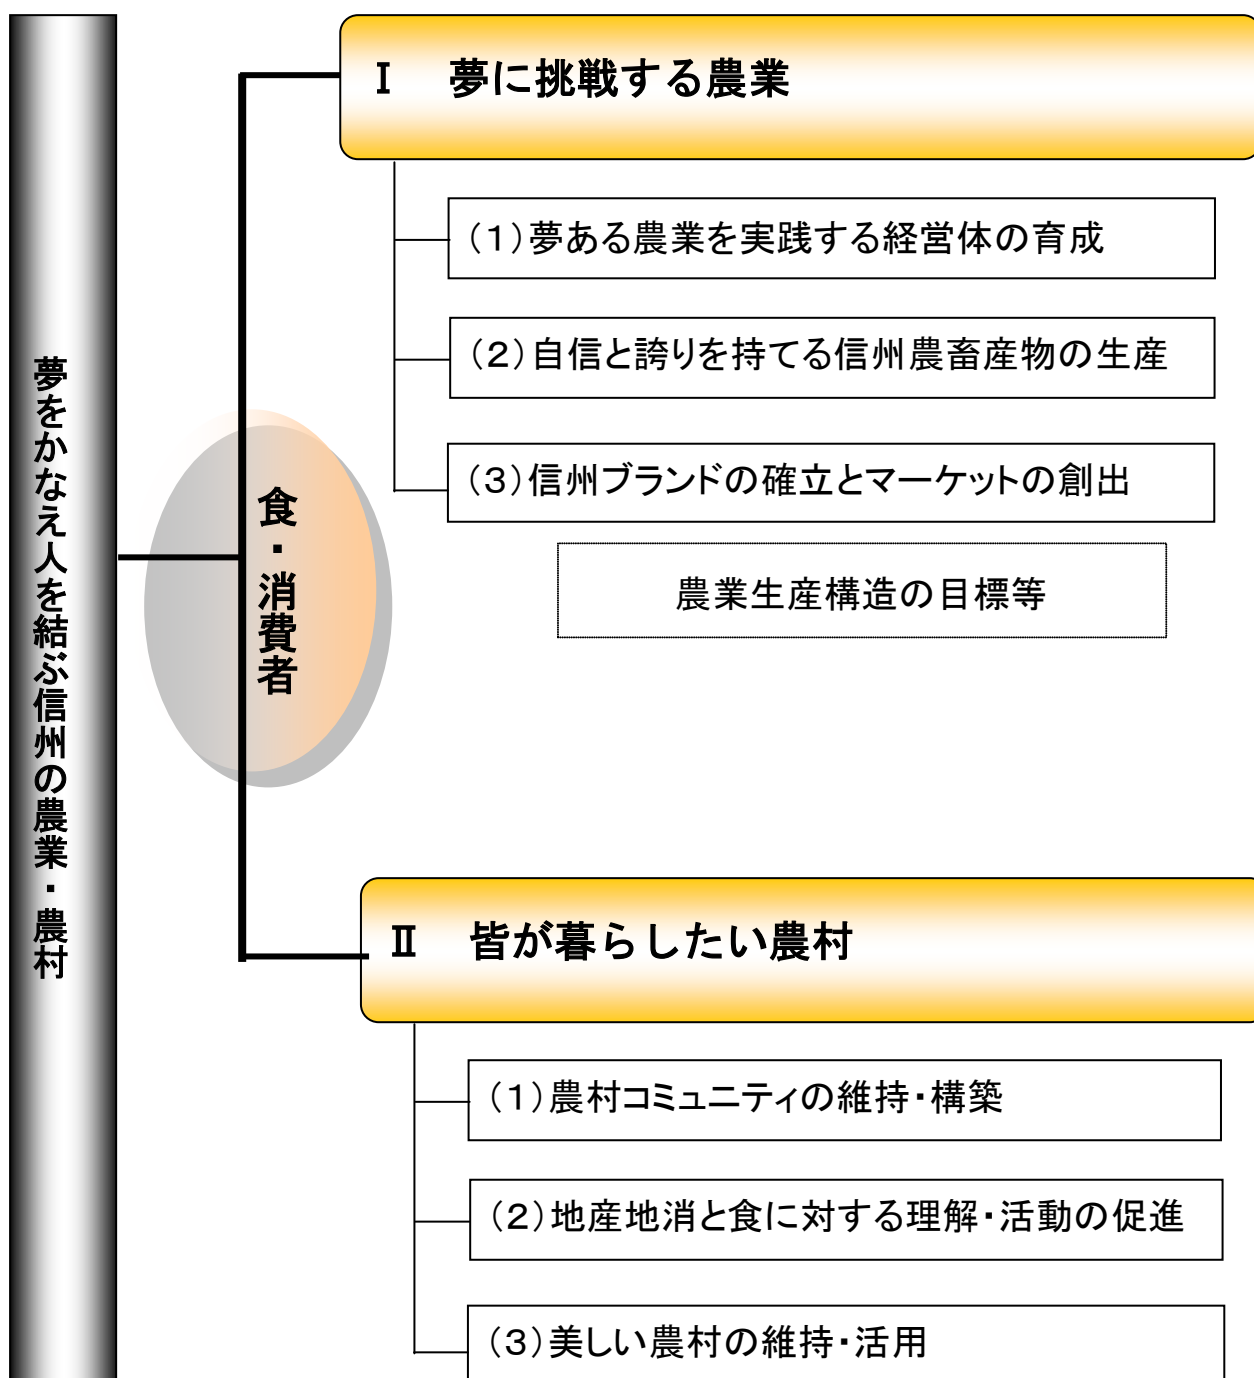 夢をかなえ人を結ぶ信州の農業・農村
食・消費者
Ⅰ 夢に挑戦する農業
(1)夢ある農業を実践する経営体の育成
(2)自信と誇りを持てる信州農畜産物の生産
(3)信州ブランドの確立とマーケットの創出
農業生産構造の目標等
Ⅱ 皆が暮らしたい農村
(1)農村コミュニティの維持・構築
(2)地産地消と食に対する理解・活動の促進
(3)美しい農村の維持・活用